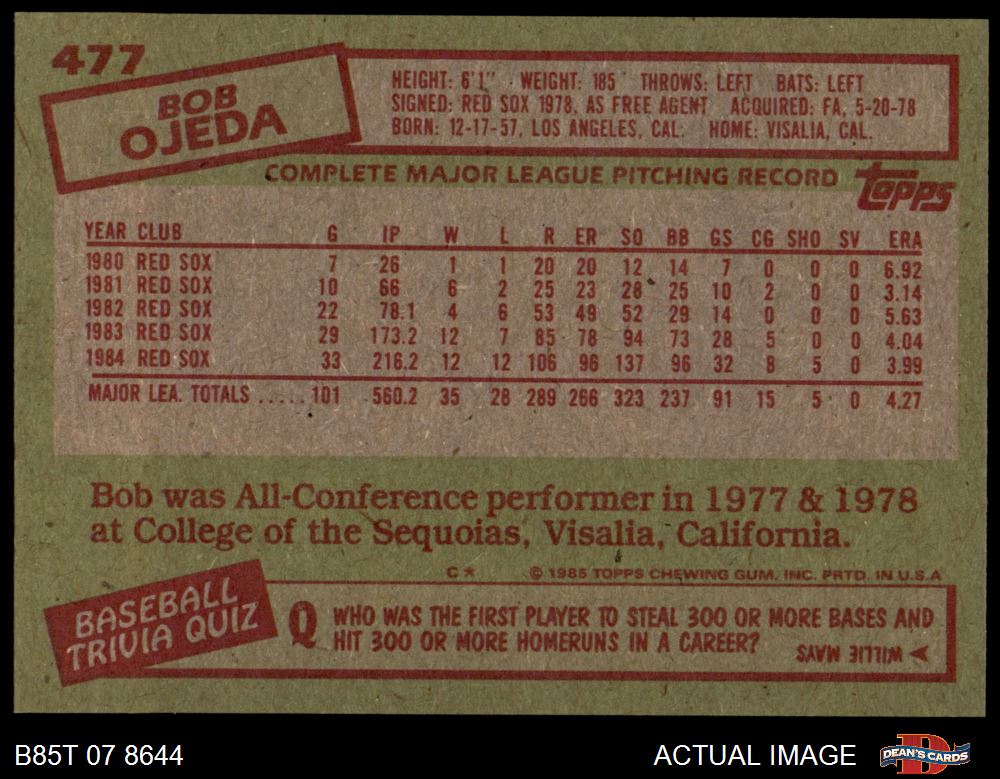 477
BOB
OJEDA
HEIGHT: 6'1" WEIGHT: 185 THROWS: LEFT BATS: LEFT
SIGNED: RED SOX 1978, AS FREE AGENT ACQUIRED: FA, 5-20-78
BORN: 12-17-57, LOS ANGELES, CAL. HOME: VISALIA, CAL.
COMPLETE MAJOR LEAGUE PITCHING RECORD
topps
YEAR CLUB G IP W L R ER SO BB GS CG SHO SV ERA
1980 RED SOX 7 26 1 1 20 20 12 14 7 0 0 0 6.92
1981 RED SOX 10 66 6 2 25 23 28 25 10 2 0 0 3.14
1982 RED SOX 22 78.1 4 6 53 49 52 29 14 0 0 0 5.63
1983 RED SOX 29 173.2 12 7 85 78 94 73 28 5 0 0 4.04
1984 RED SOX 33 216.2 12 12 106 96 137 96 32 8 5 0 3.99
MAJOR LEA. TOTALS ..... 101 560.2 35 28 289 266 323 237 91 15 5 0 4.27
Bob was All-Conference performer in 1977 & 1978
at College of the Sequoias, Visalia, California.
C* © 1985 TOPPS CHEWING GUM, INC. PRTD. IN U.S.A
BASEBALL
TRIVIA QUIZ
Q WHO WAS THE FIRST PLAYER TO STEAL 300 OR MORE BASES AND
HIT 300 OR MORE HOMERUNS IN A CAREER?
WILLIE MAYS
B85T 07 8644
ACTUAL IMAGE
D
DEAN'S CARDS